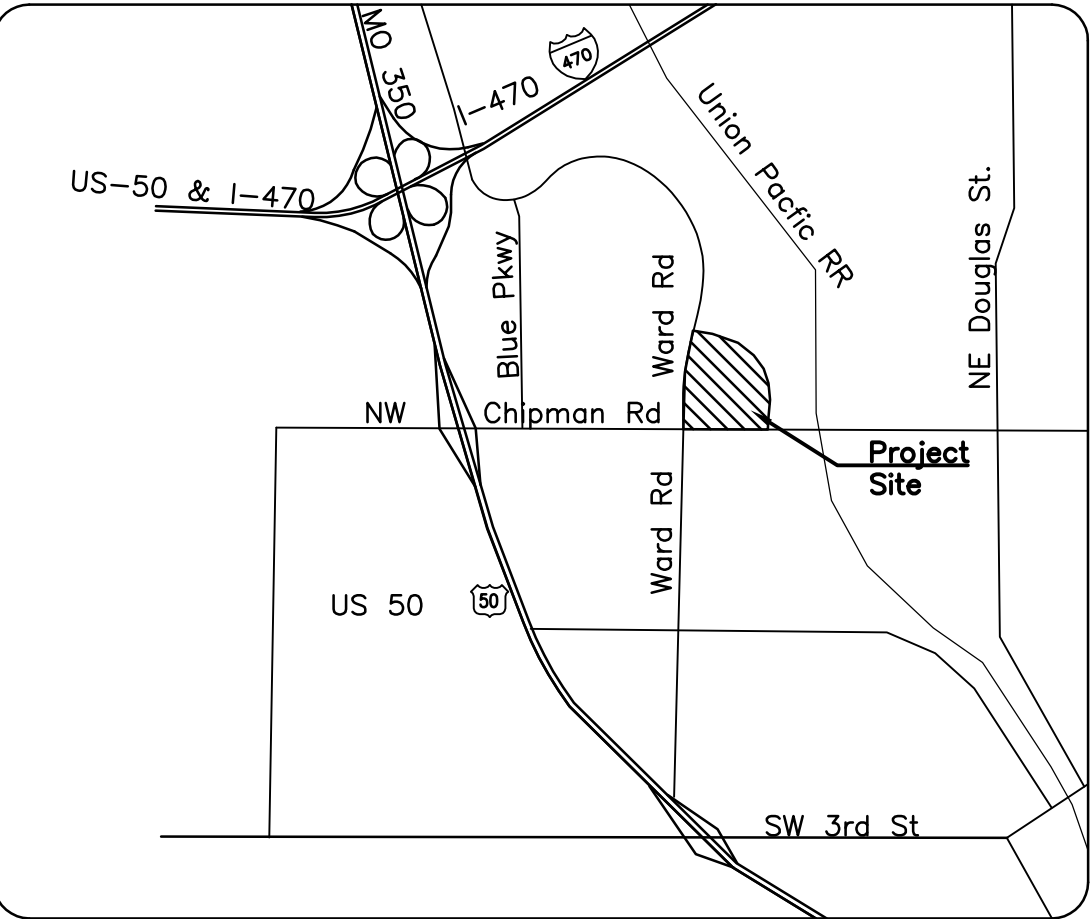 MO 350
I-470
470
US-50 & I-470
Union Pacfic RR
NE Douglas St.
Blue Pkwy
Ward Rd
NW Chipman Rd
Project
Site
Ward Rd
US 50
50
SW 3rd St